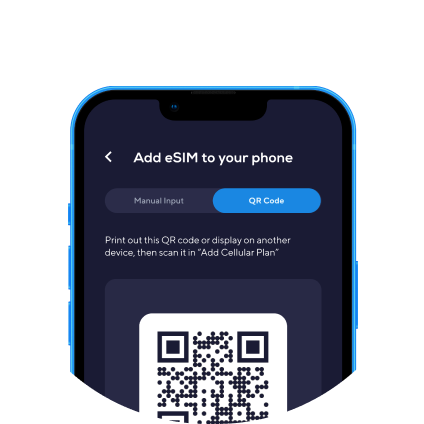 Add eSIM to your phone
Manual Input
QR Code
Print out this QR code or display on another
device, then scan it in “Add Cellular Plan”